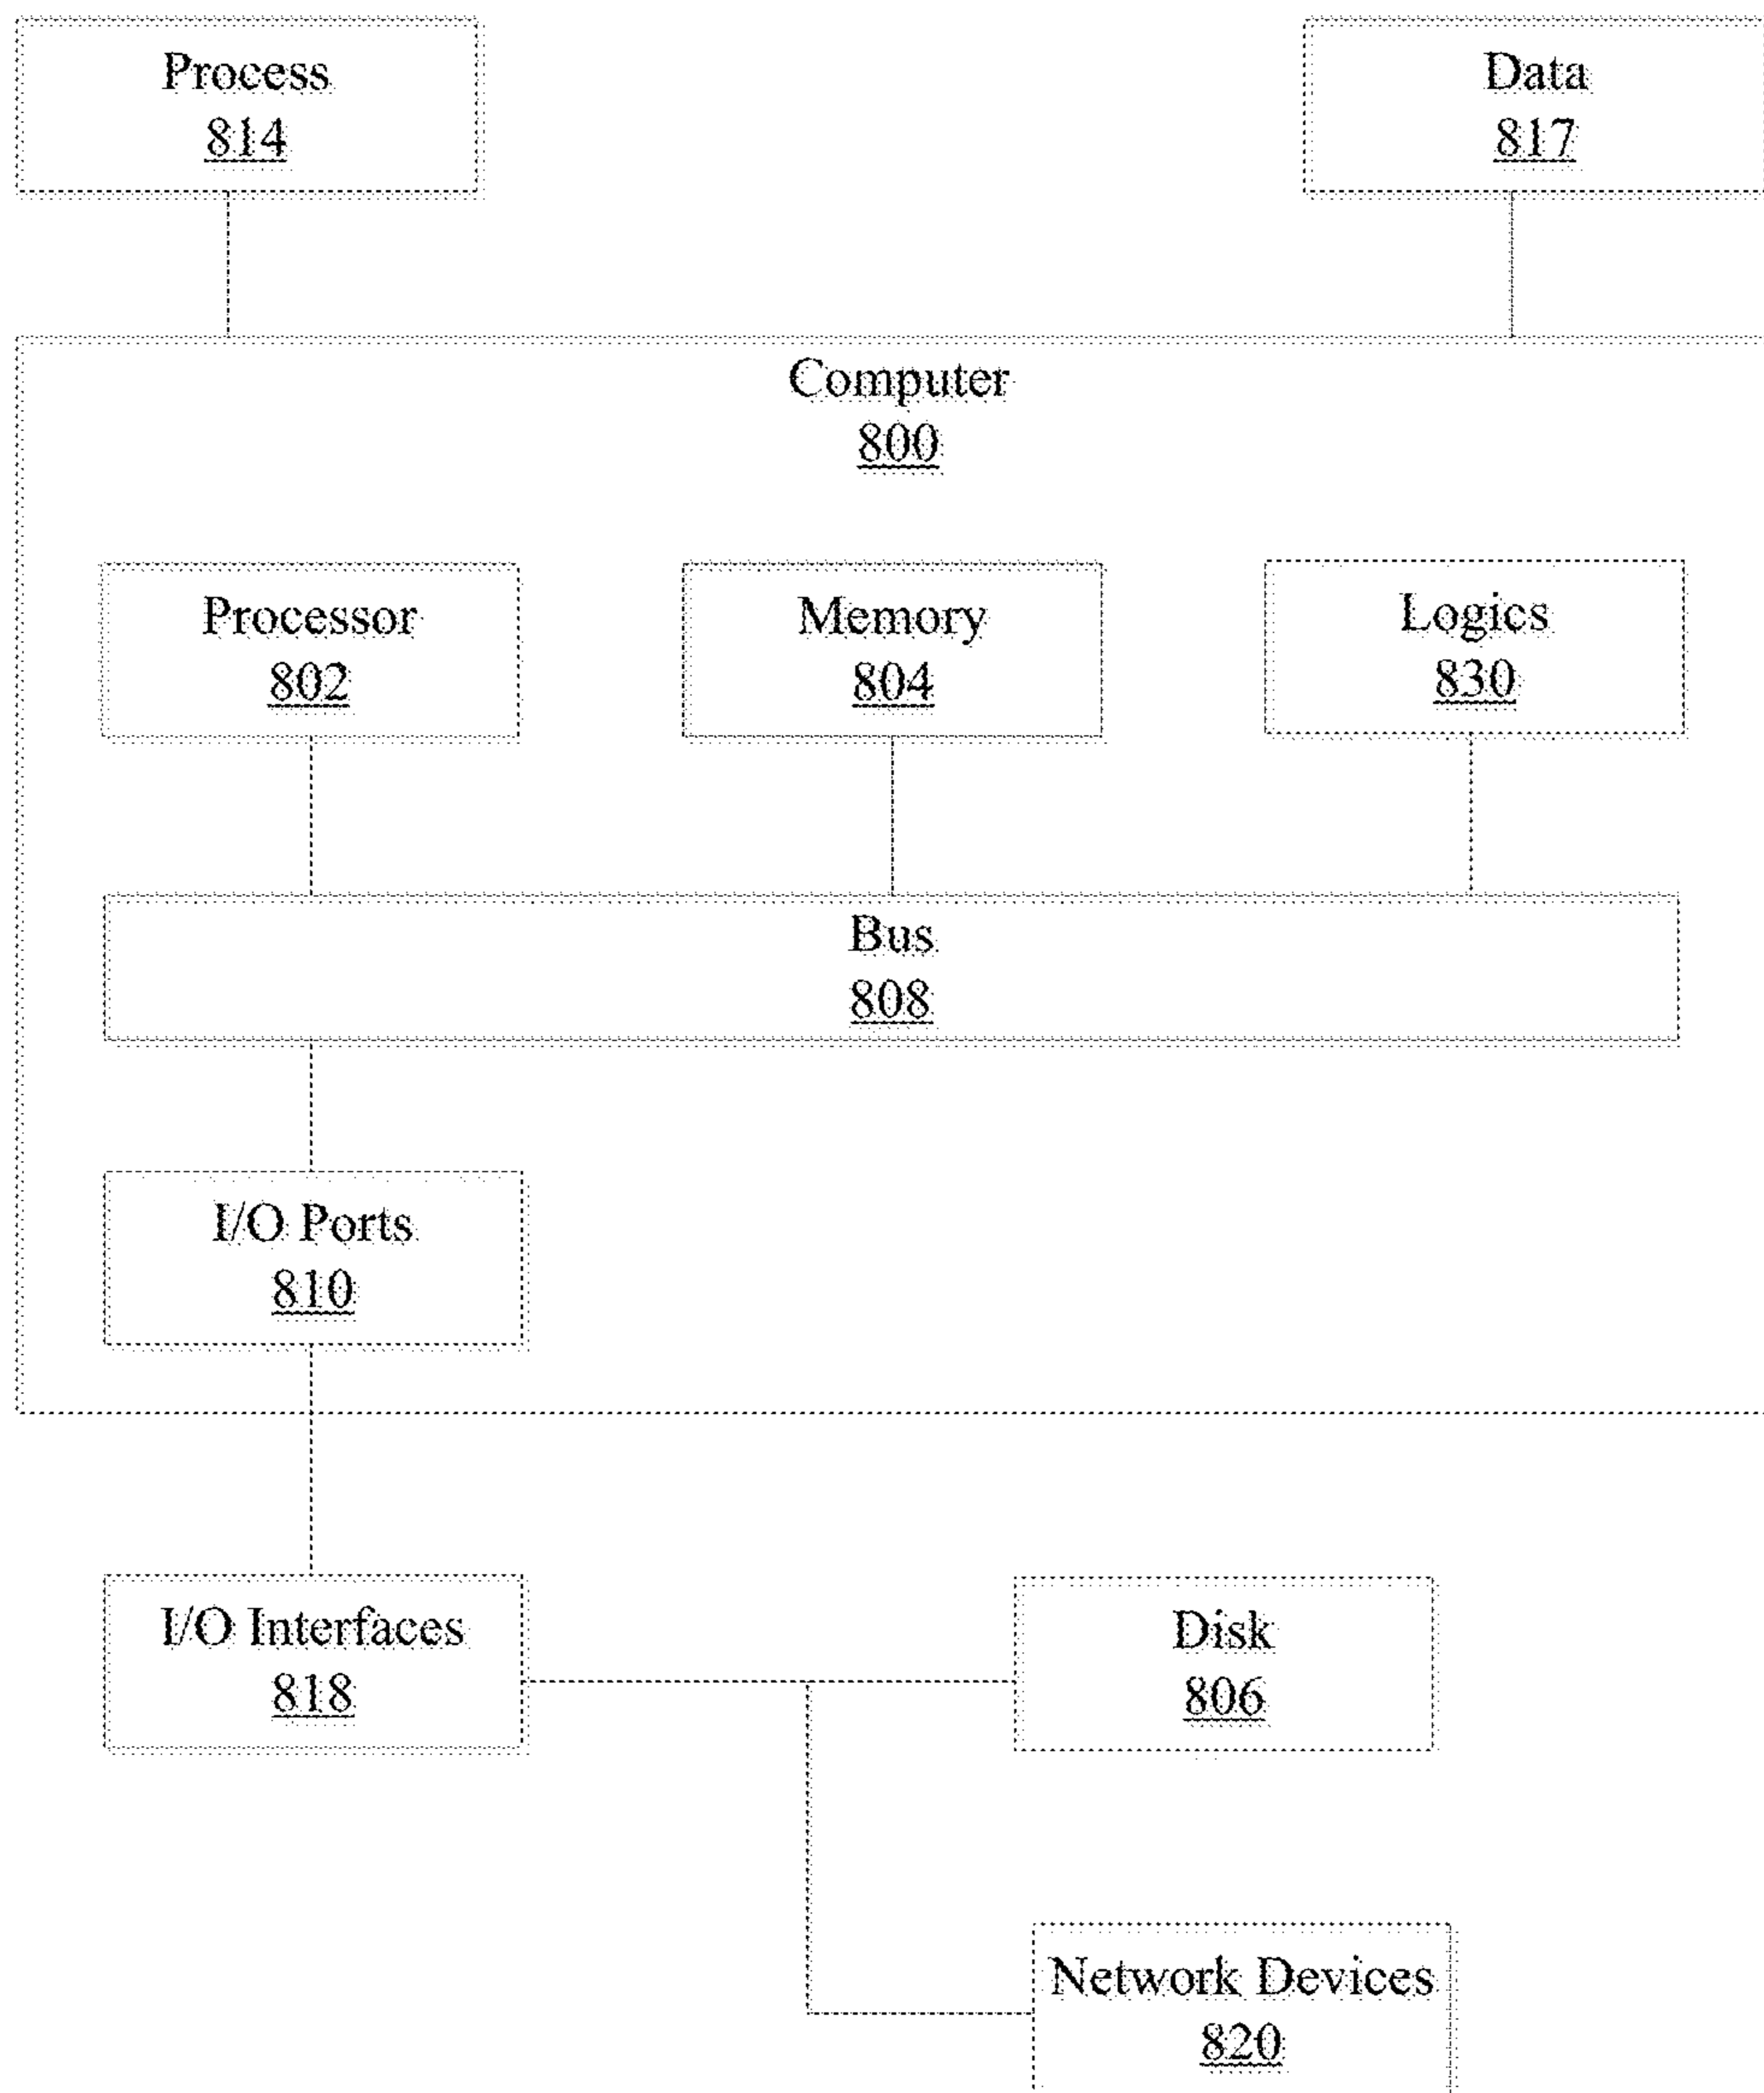 Process
814
Data
817
Computer
800
Processor
802
Memory
804
Logics
830
Bus
808
I/O Ports
810
I/O Interfaces
818
Disk
806
Network Devices
820